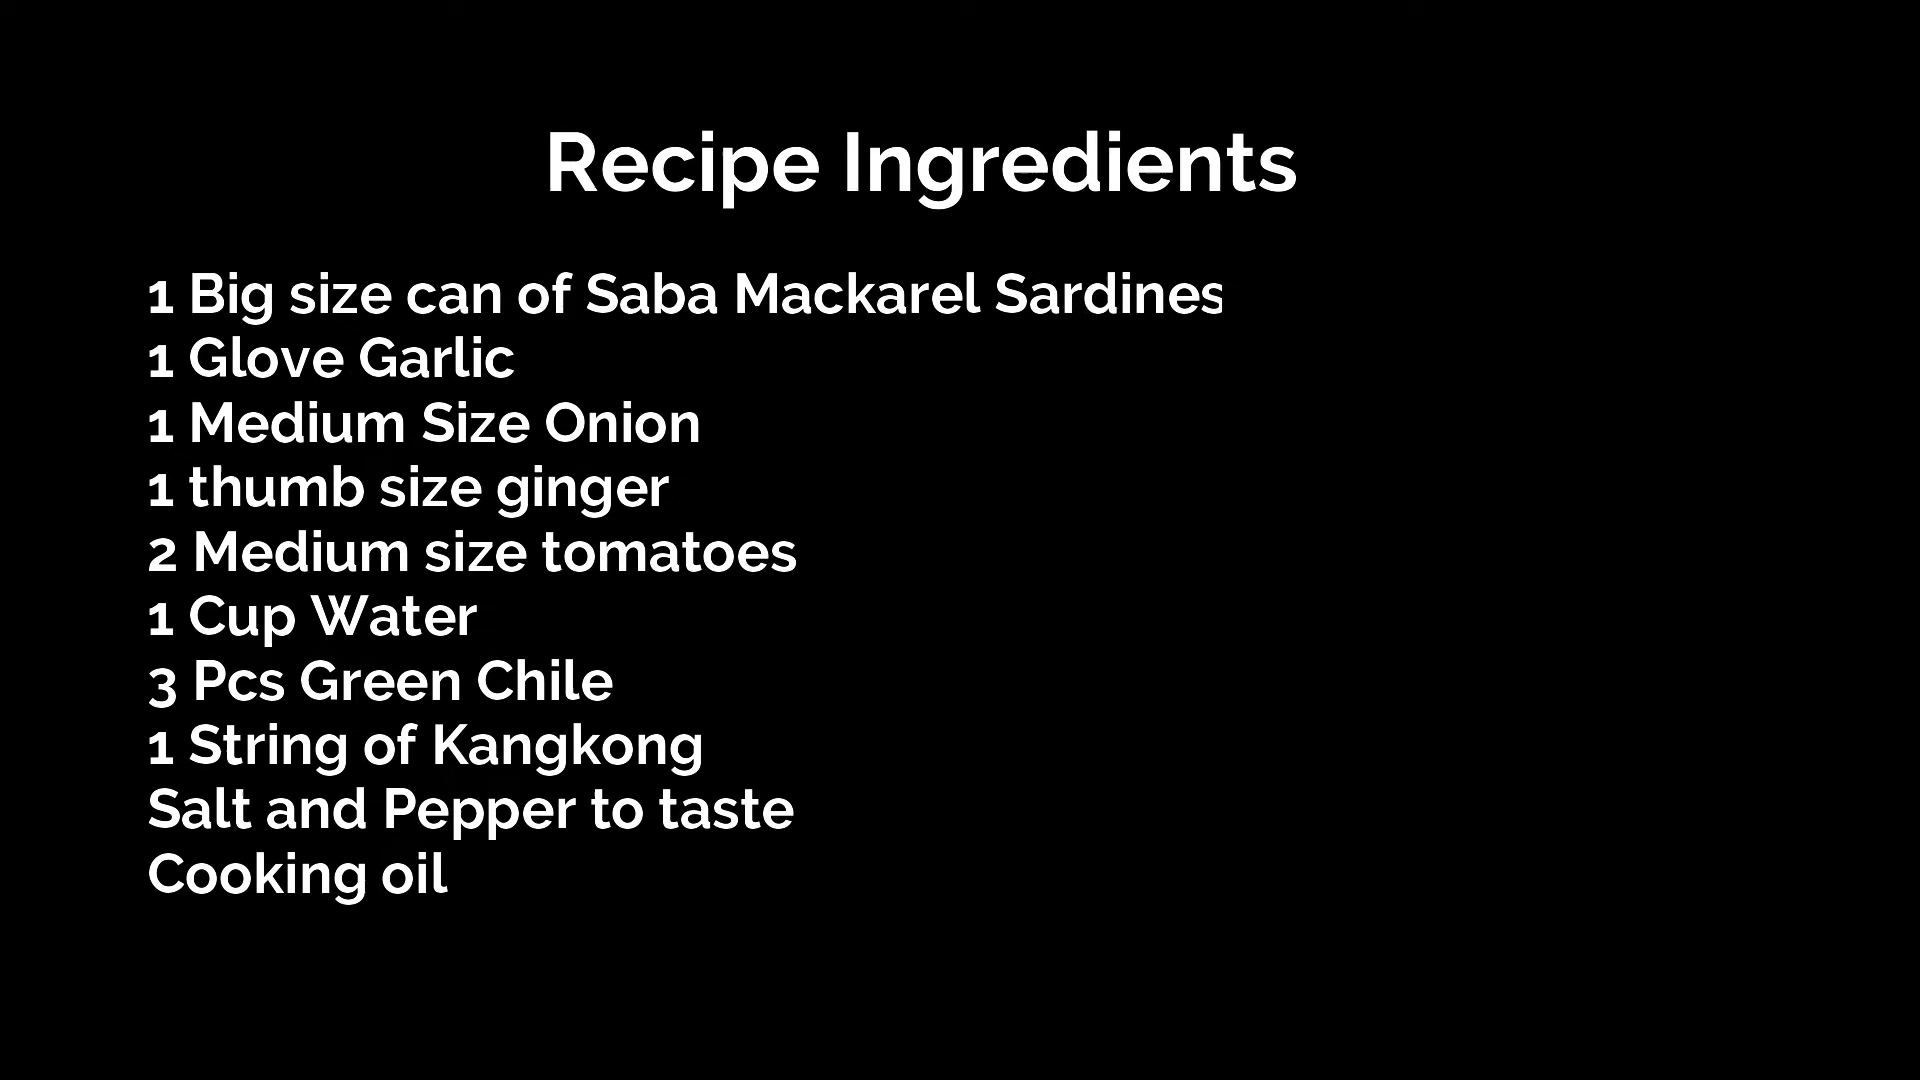 Recipe Ingredients
1 Big size can of Saba Mackarel Sardines
1 Glove Garlic
1 Medium Size Onion
1 thumb size ginger
2 Medium size tomatoes
1 Cup Water
3 Pcs Green Chile
1 String of Kangkong
Salt and Pepper to taste
Cooking oil